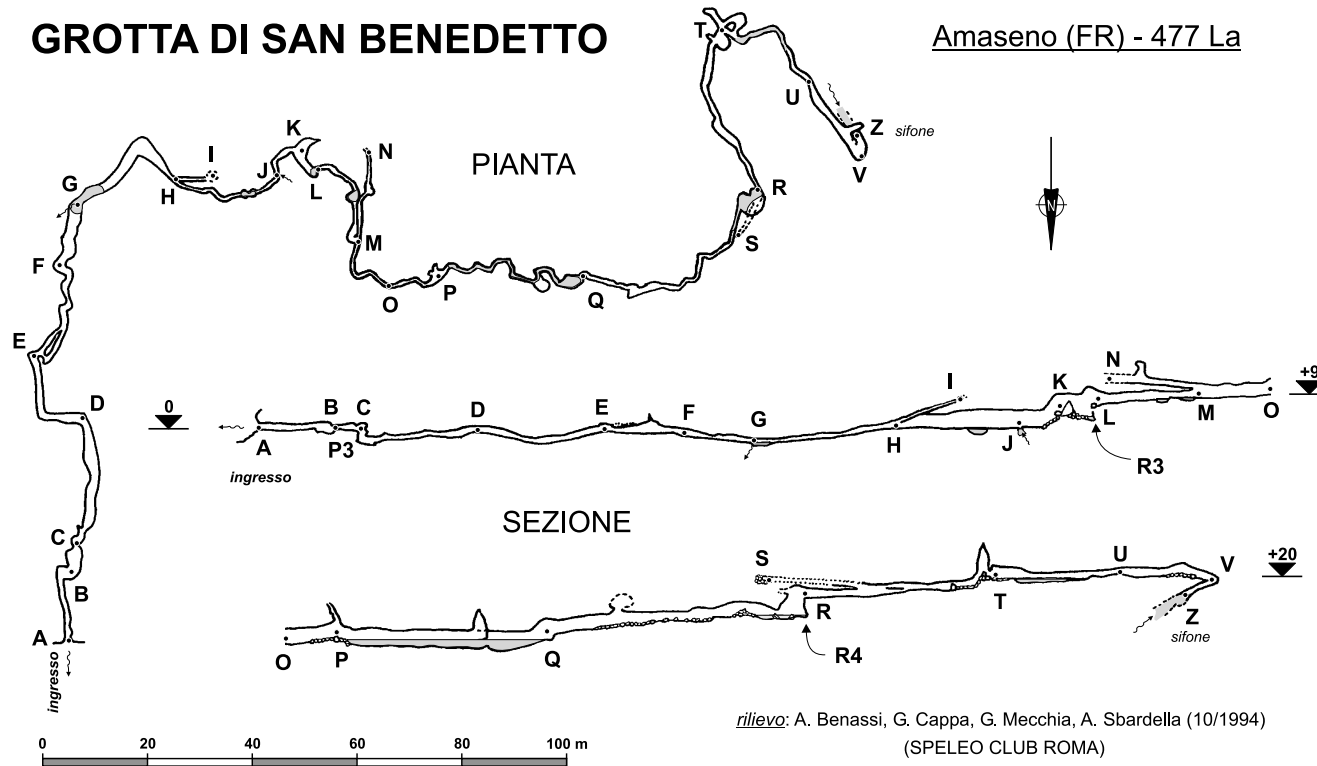 GROTTA DI SAN BENEDETTO
Amaseno (FR) - 477 La
PIANTA
T
U
Z sifone
V
K
I
J
N
L
G
H
R
S
M
F
O
P
Q
E
D
C
B
A
ingresso
N
0
+9
A
B
C
P3
D
E
F
G
H
I
J
K
L
N
M
O
R3
ingresso
SEZIONE
S
R
T
U
V
+20
Z
sifone
O
P
Q
R4
rilievo: A. Benassi, G. Cappa, G. Mecchia, A. Sbardella (10/1994)
(SPELEO CLUB ROMA)
0 20 40 60 80 100 m